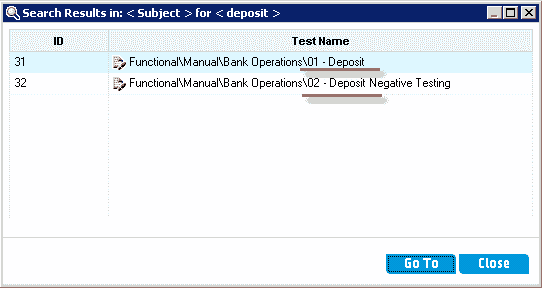 Search Results in: < Subject > for < deposit >
ID Test Name
31 Functional\Manual\Bank Operations\01 - Deposit
32 Functional\Manual\Bank Operations\02 - Deposit Negative Testing
Go To Close